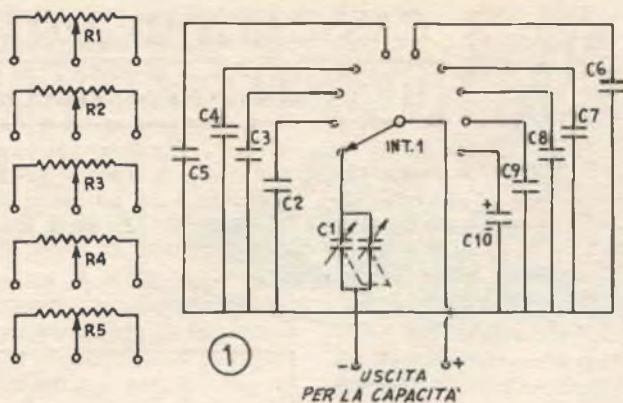 R1
R2
R3
R4
R5
C6
C4
C7
C3
C8
C5
INT.1
C9
C2
+
C10
C1
1
- +
USCITA
PER LA CAPACITA'